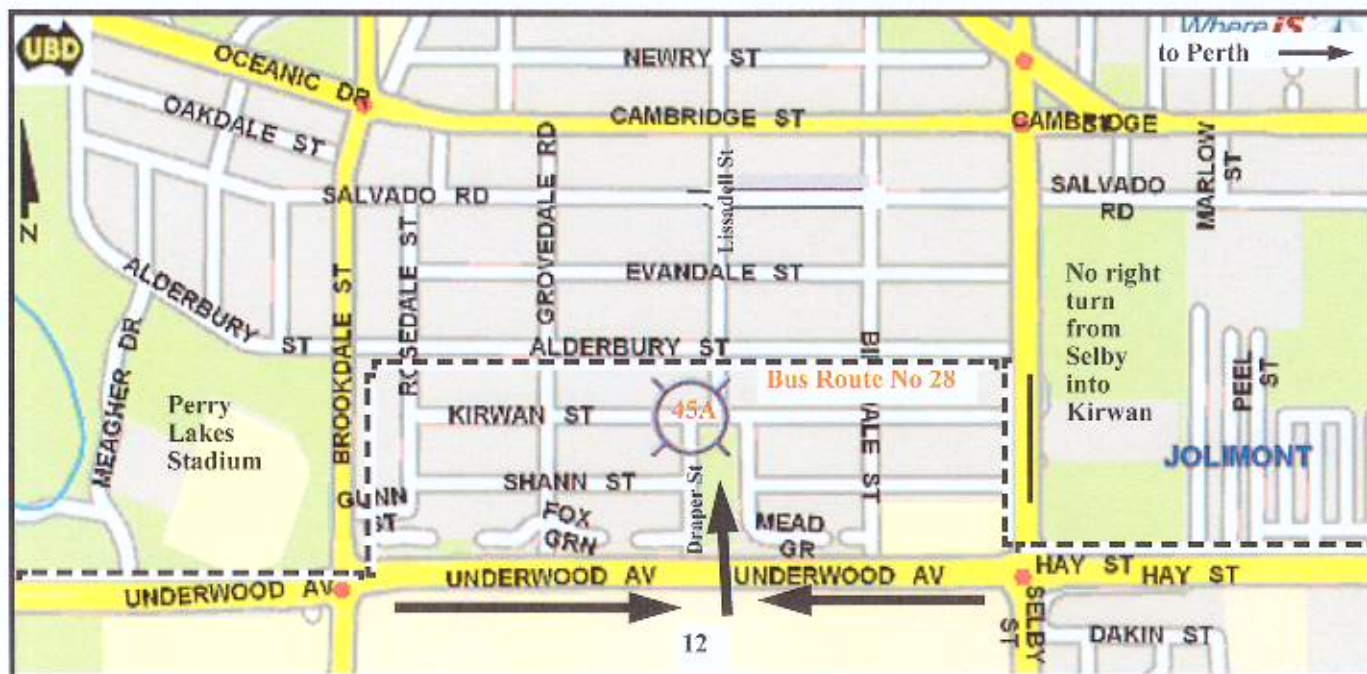 UBD
Where iS
to Perth
OCEANIC DR
NEWRY ST
OAKDALE ST
CAMBRIDGE ST
CAMBRIDGE
GROVEDALE RD
Lissadell St
MARLOW ST
SALVADO RD
SALVADO
RD
N
ROSEDALE ST
BROOKDALE ST
EVANDALE ST
ALDERBURY ST
ALDERBURY ST
No right
turn
from
Selby
into
Kirwan
MEAGHER DR
Perry
Lakes
Stadium
Bus Route No 28
45A
KIRWAN ST
PEEL ST
JOLIMONT
SHANN ST
GUNN
ST
FOX
GRN
Draper St
MEAD
GR
UNDERWOOD AV
UNDERWOOD AV
UNDERWOOD AV
HAY ST
HAY ST
SELBY ST
DAKIN ST
12